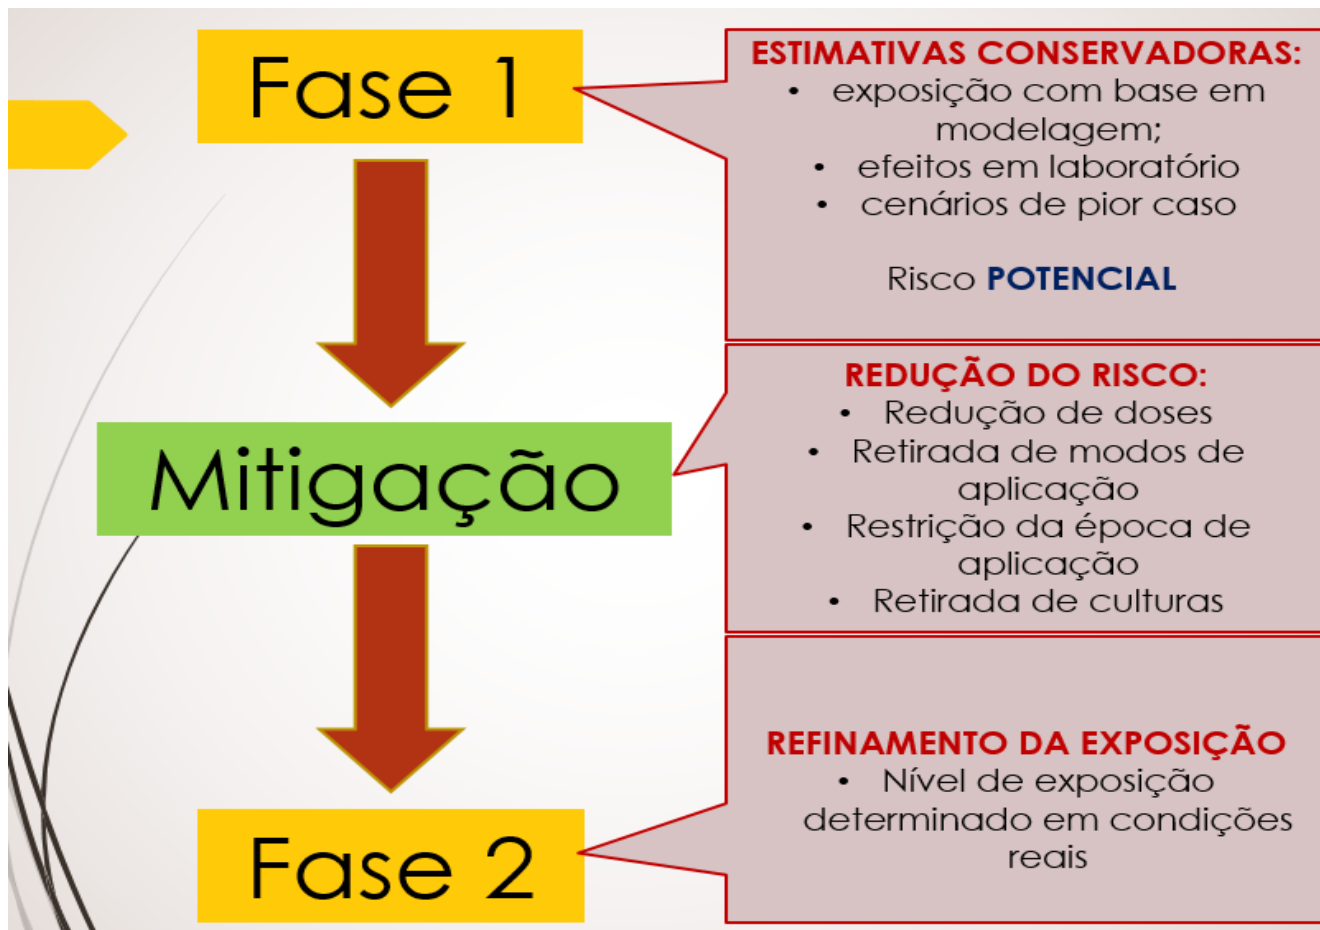 Fase 1
ESTIMATIVAS CONSERVADORAS:
• exposição com base em
modelagem;
• efeitos em laboratório
• cenários de pior caso
Risco POTENCIAL
Mitigação
REDUÇÃO DO RISCO:
• Redução de doses
• Retirada de modos de
aplicação
• Restrição da época de
aplicação
• Retirada de culturas
Fase 2
REFINAMENTO DA EXPOSIÇÃO
• Nível de exposição
determinado em condições
reais